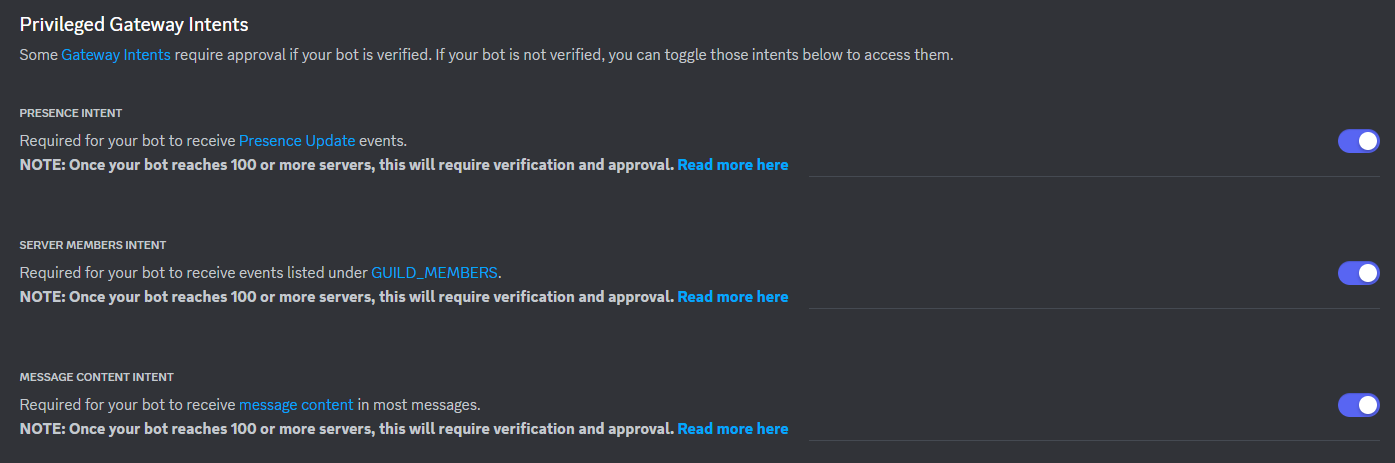 Privileged Gateway Intents
Some Gateway Intents require approval if your bot is verified. If your bot is not verified, you can toggle those intents below to access them.
PRESENCE INTENT
Required for your bot to receive Presence Update events.
NOTE: Once your bot reaches 100 or more servers, this will require verification and approval. Read more here
SERVER MEMBERS INTENT
Required for your bot to receive events listed under GUILD_MEMBERS.
NOTE: Once your bot reaches 100 or more servers, this will require verification and approval. Read more here
MESSAGE CONTENT INTENT
Required for your bot to receive message content in most messages.
NOTE: Once your bot reaches 100 or more servers, this will require verification and approval. Read more here